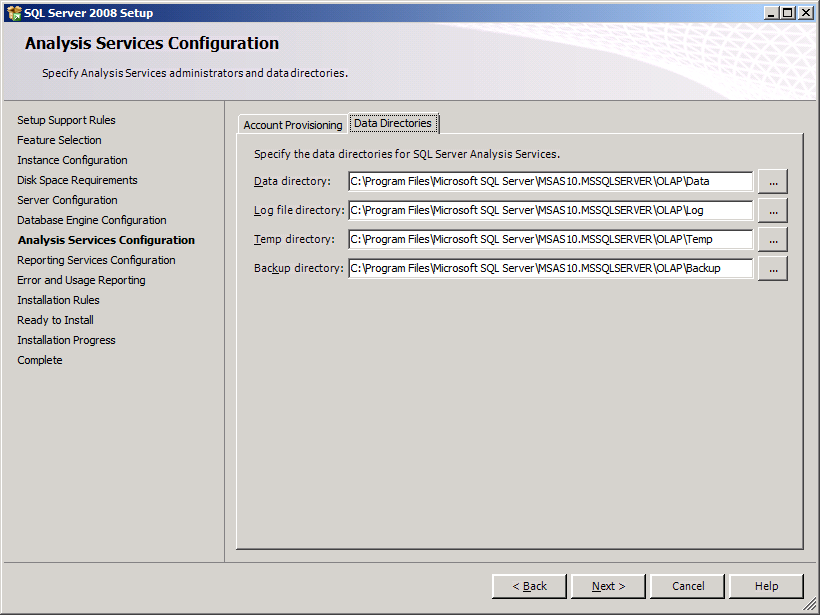 SQL Server 2008 Setup
Analysis Services Configuration
Specify Analysis Services administrators and data directories.
Setup Support Rules
Feature Selection
Instance Configuration
Disk Space Requirements
Server Configuration
Database Engine Configuration
Analysis Services Configuration
Reporting Services Configuration
Error and Usage Reporting
Installation Rules
Ready to Install
Installation Progress
Complete
Account Provisioning Data Directories
Specify the data directories for SQL Server Analysis Services.
Data directory: C:\Program Files\Microsoft SQL Server\MSAS10.MSSQLSERVER\OLAP\Data ...
Log file directory: C:\Program Files\Microsoft SQL Server\MSAS10.MSSQLSERVER\OLAP\Log ...
Temp directory: C:\Program Files\Microsoft SQL Server\MSAS10.MSSQLSERVER\OLAP\Temp ...
Backup directory: C:\Program Files\Microsoft SQL Server\MSAS10.MSSQLSERVER\OLAP\Backup ...
< Back Next > Cancel Help